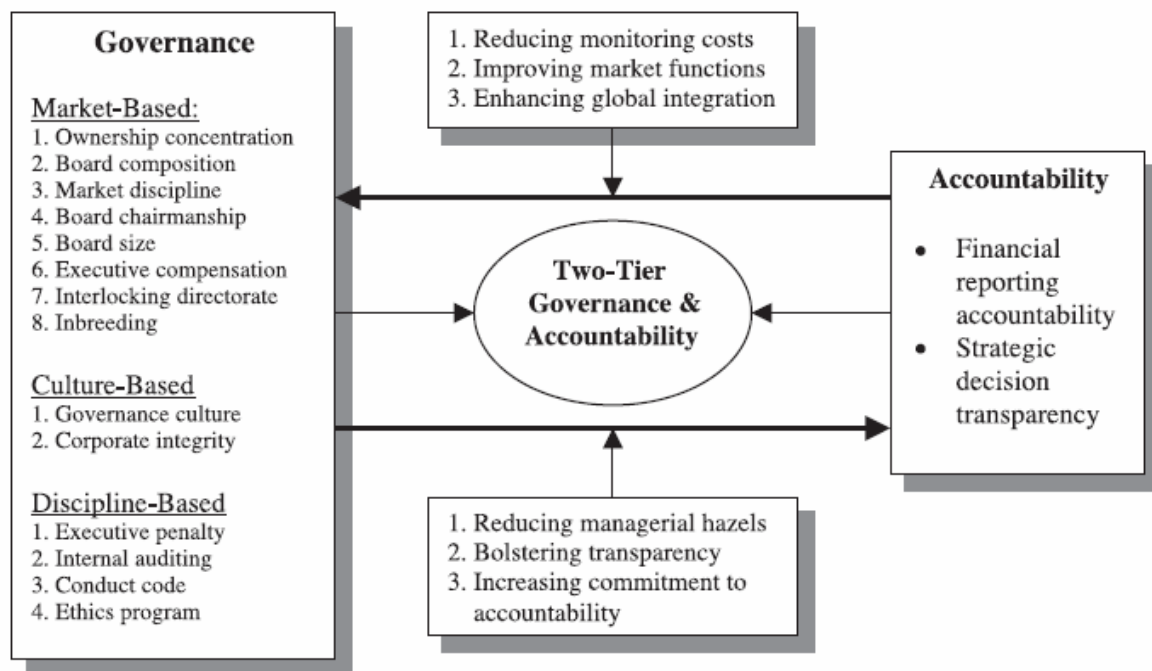 Governance
Market-Based:
1. Ownership concentration
2. Board composition
3. Market discipline
4. Board chairmanship
5. Board size
6. Executive compensation
7. Interlocking directorate
8. Inbreeding
Culture-Based
1. Governance culture
2. Corporate integrity
Discipline-Based
1. Executive penalty
2. Internal auditing
3. Conduct code
4. Ethics program
1. Reducing monitoring costs
2. Improving market functions
3. Enhancing global integration
Two-Tier
Governance &
Accountability
1. Reducing managerial hazels
2. Bolstering transparency
3. Increasing commitment to
accountability
Accountability
• Financial
reporting
accountability
• Strategic
decision
transparency